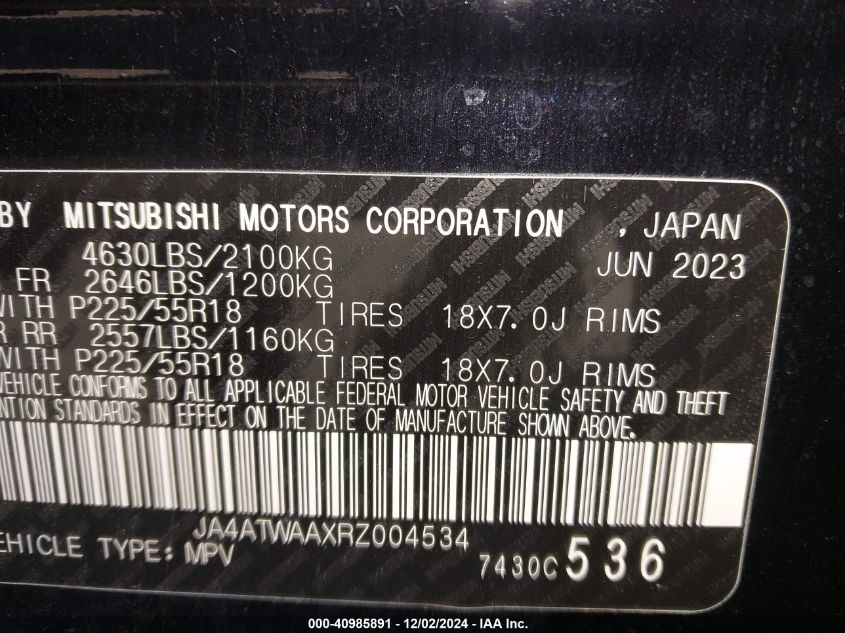 BY MITSUBISHI MOTORS CORPORATION , JAPAN
4630LBS/2100KG JUN 2023
FR 2646LBS/1200KG
WITH P225/55R18 TIRES 18X7.0J RIMS
RR 2557LBS/1160KG
WITH P225/55R18 TIRES 18X7.0J RIMS
VEHICLE CONFORMS TO ALL APPLICABLE FEDERAL MOTOR VEHICLE SAFETY AND THEFT
NTION STANDARDS IN EFFECT ON THE DATE OF MANUFACTURE SHOWN ABOVE.
JA4ATWAAXRZ004534
EHICLE TYPE: MPV 7430C536
000-40985891 - 12/02/2024 - IAA Inc.